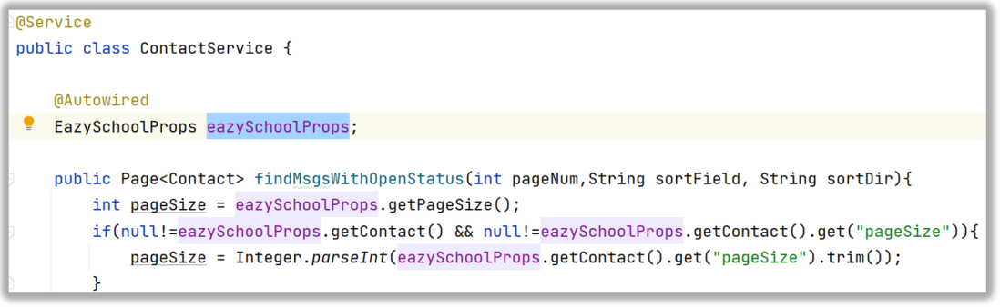 @Service
public class ContactService {
@Autowired
EazySchoolProps eazySchoolProps;
public Page<Contact> findMsgsWithOpenStatus(int pageNum,String sortField, String sortDir){
int pageSize = eazySchoolProps.getPageSize();
if(null!=eazySchoolProps.getContact() && null!=eazySchoolProps.getContact().get("pageSize")){
pageSize = Integer.parseInt(eazySchoolProps.getContact().get("pageSize").trim());
}